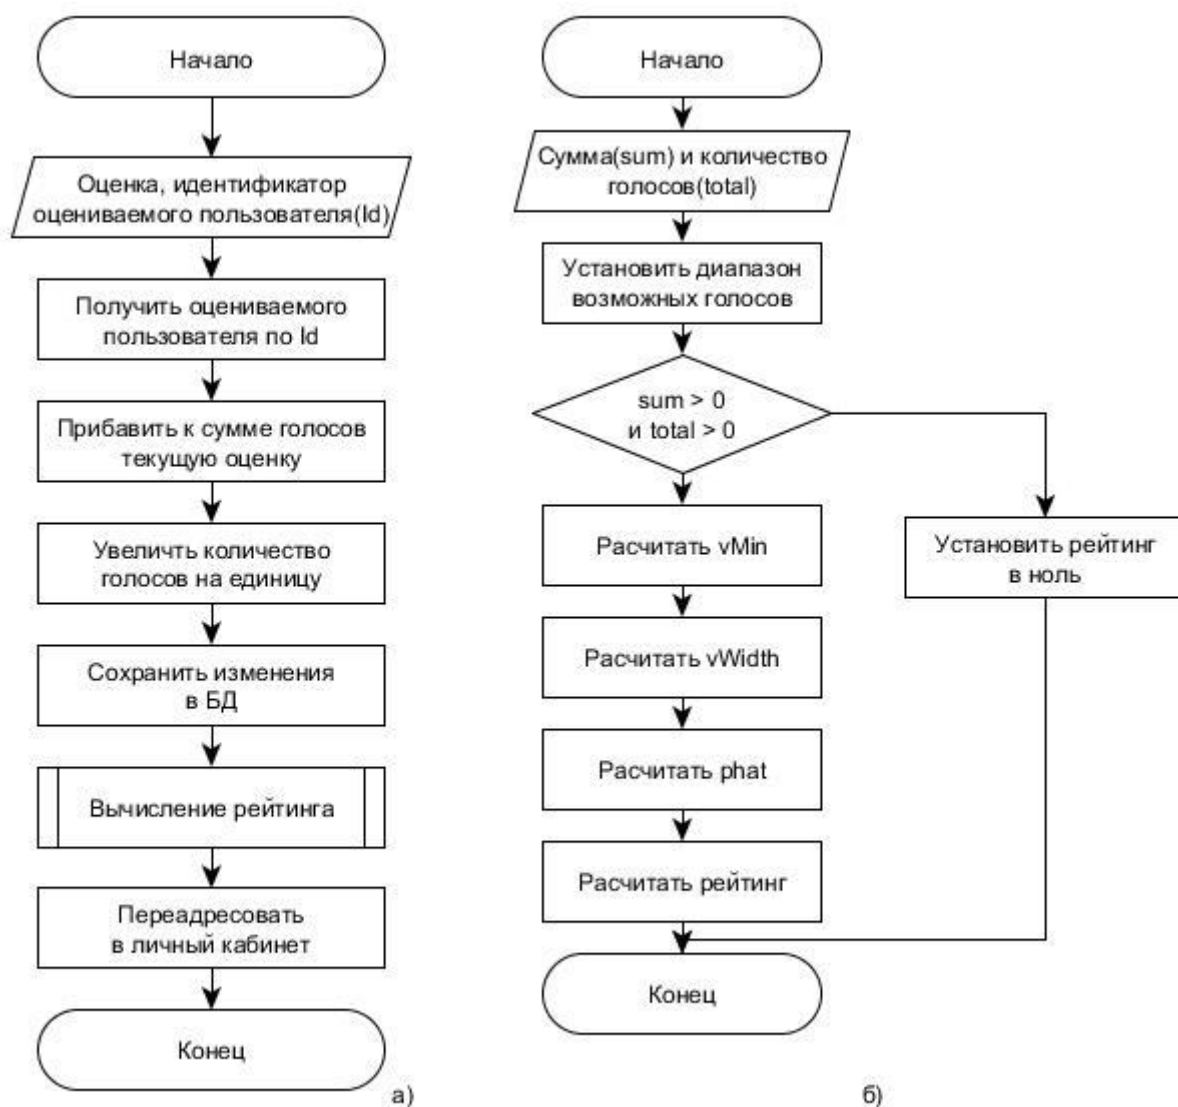 Начало
Оценка, идентификатор
оцениваемого пользователя(Id)
Получить оцениваемого
пользователя по Id
Прибавить к сумме голосов
текущую оценку
Увеличть количество
голосов на единицу
Сохранить изменения
в БД
Вычисление рейтинга
Переадресовать
в личный кабинет
Конец
а)
Начало
Сумма(sum) и количество
голосов(total)
Установить диапазон
возможных голосов
sum > 0
и total > 0
Расчитать vMin
Расчитать vWidth
Расчитать phat
Расчитать рейтинг
Установить рейтинг
в ноль
Конец
б)